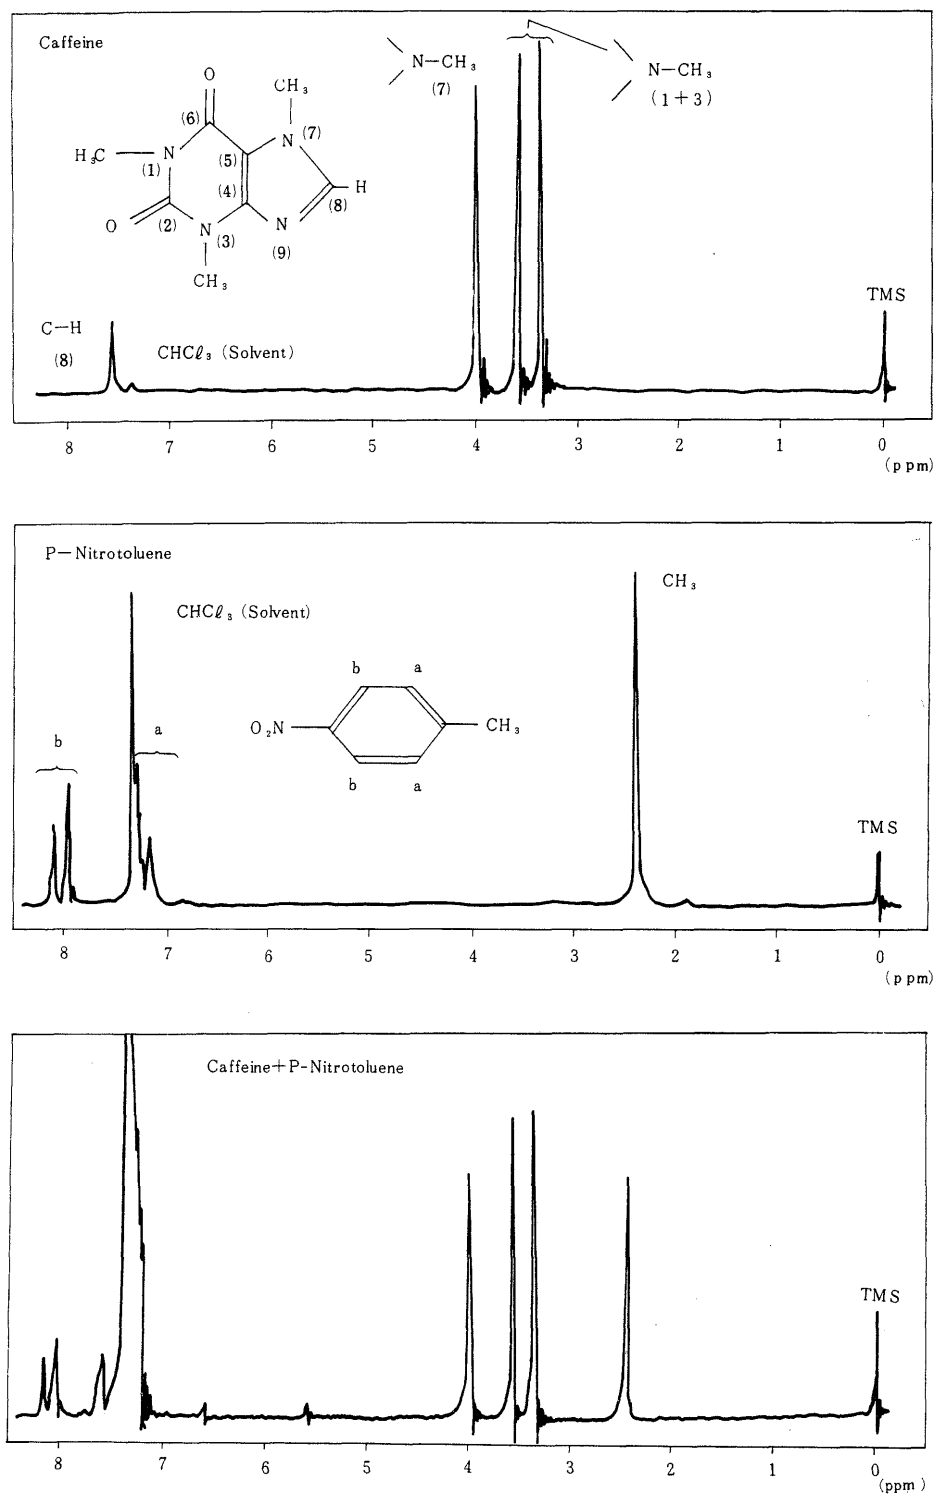 Caffeine
N—CH₃
(7)
N—CH₃
(1+3)
O
CH₃
(6)
N
(7)
H₃C
N
(1)
(5)
(4)
H
(8)
O
(2)
N
(3)
N
(9)
CH₃
C—H
(8)
CHCℓ₃ (Solvent)
TMS
8 7 6 5 4 3 2 1 0
(ppm)
P—Nitrotoluene
CH₃
CHCℓ₃ (Solvent)
b a
O₂N
CH₃
b a
b
a
TMS
8 7 6 5 4 3 2 1 0
(ppm)
Caffeine+P-Nitrotoluene
TMS
8 7 6 5 4 3 2 1 0
(ppm)